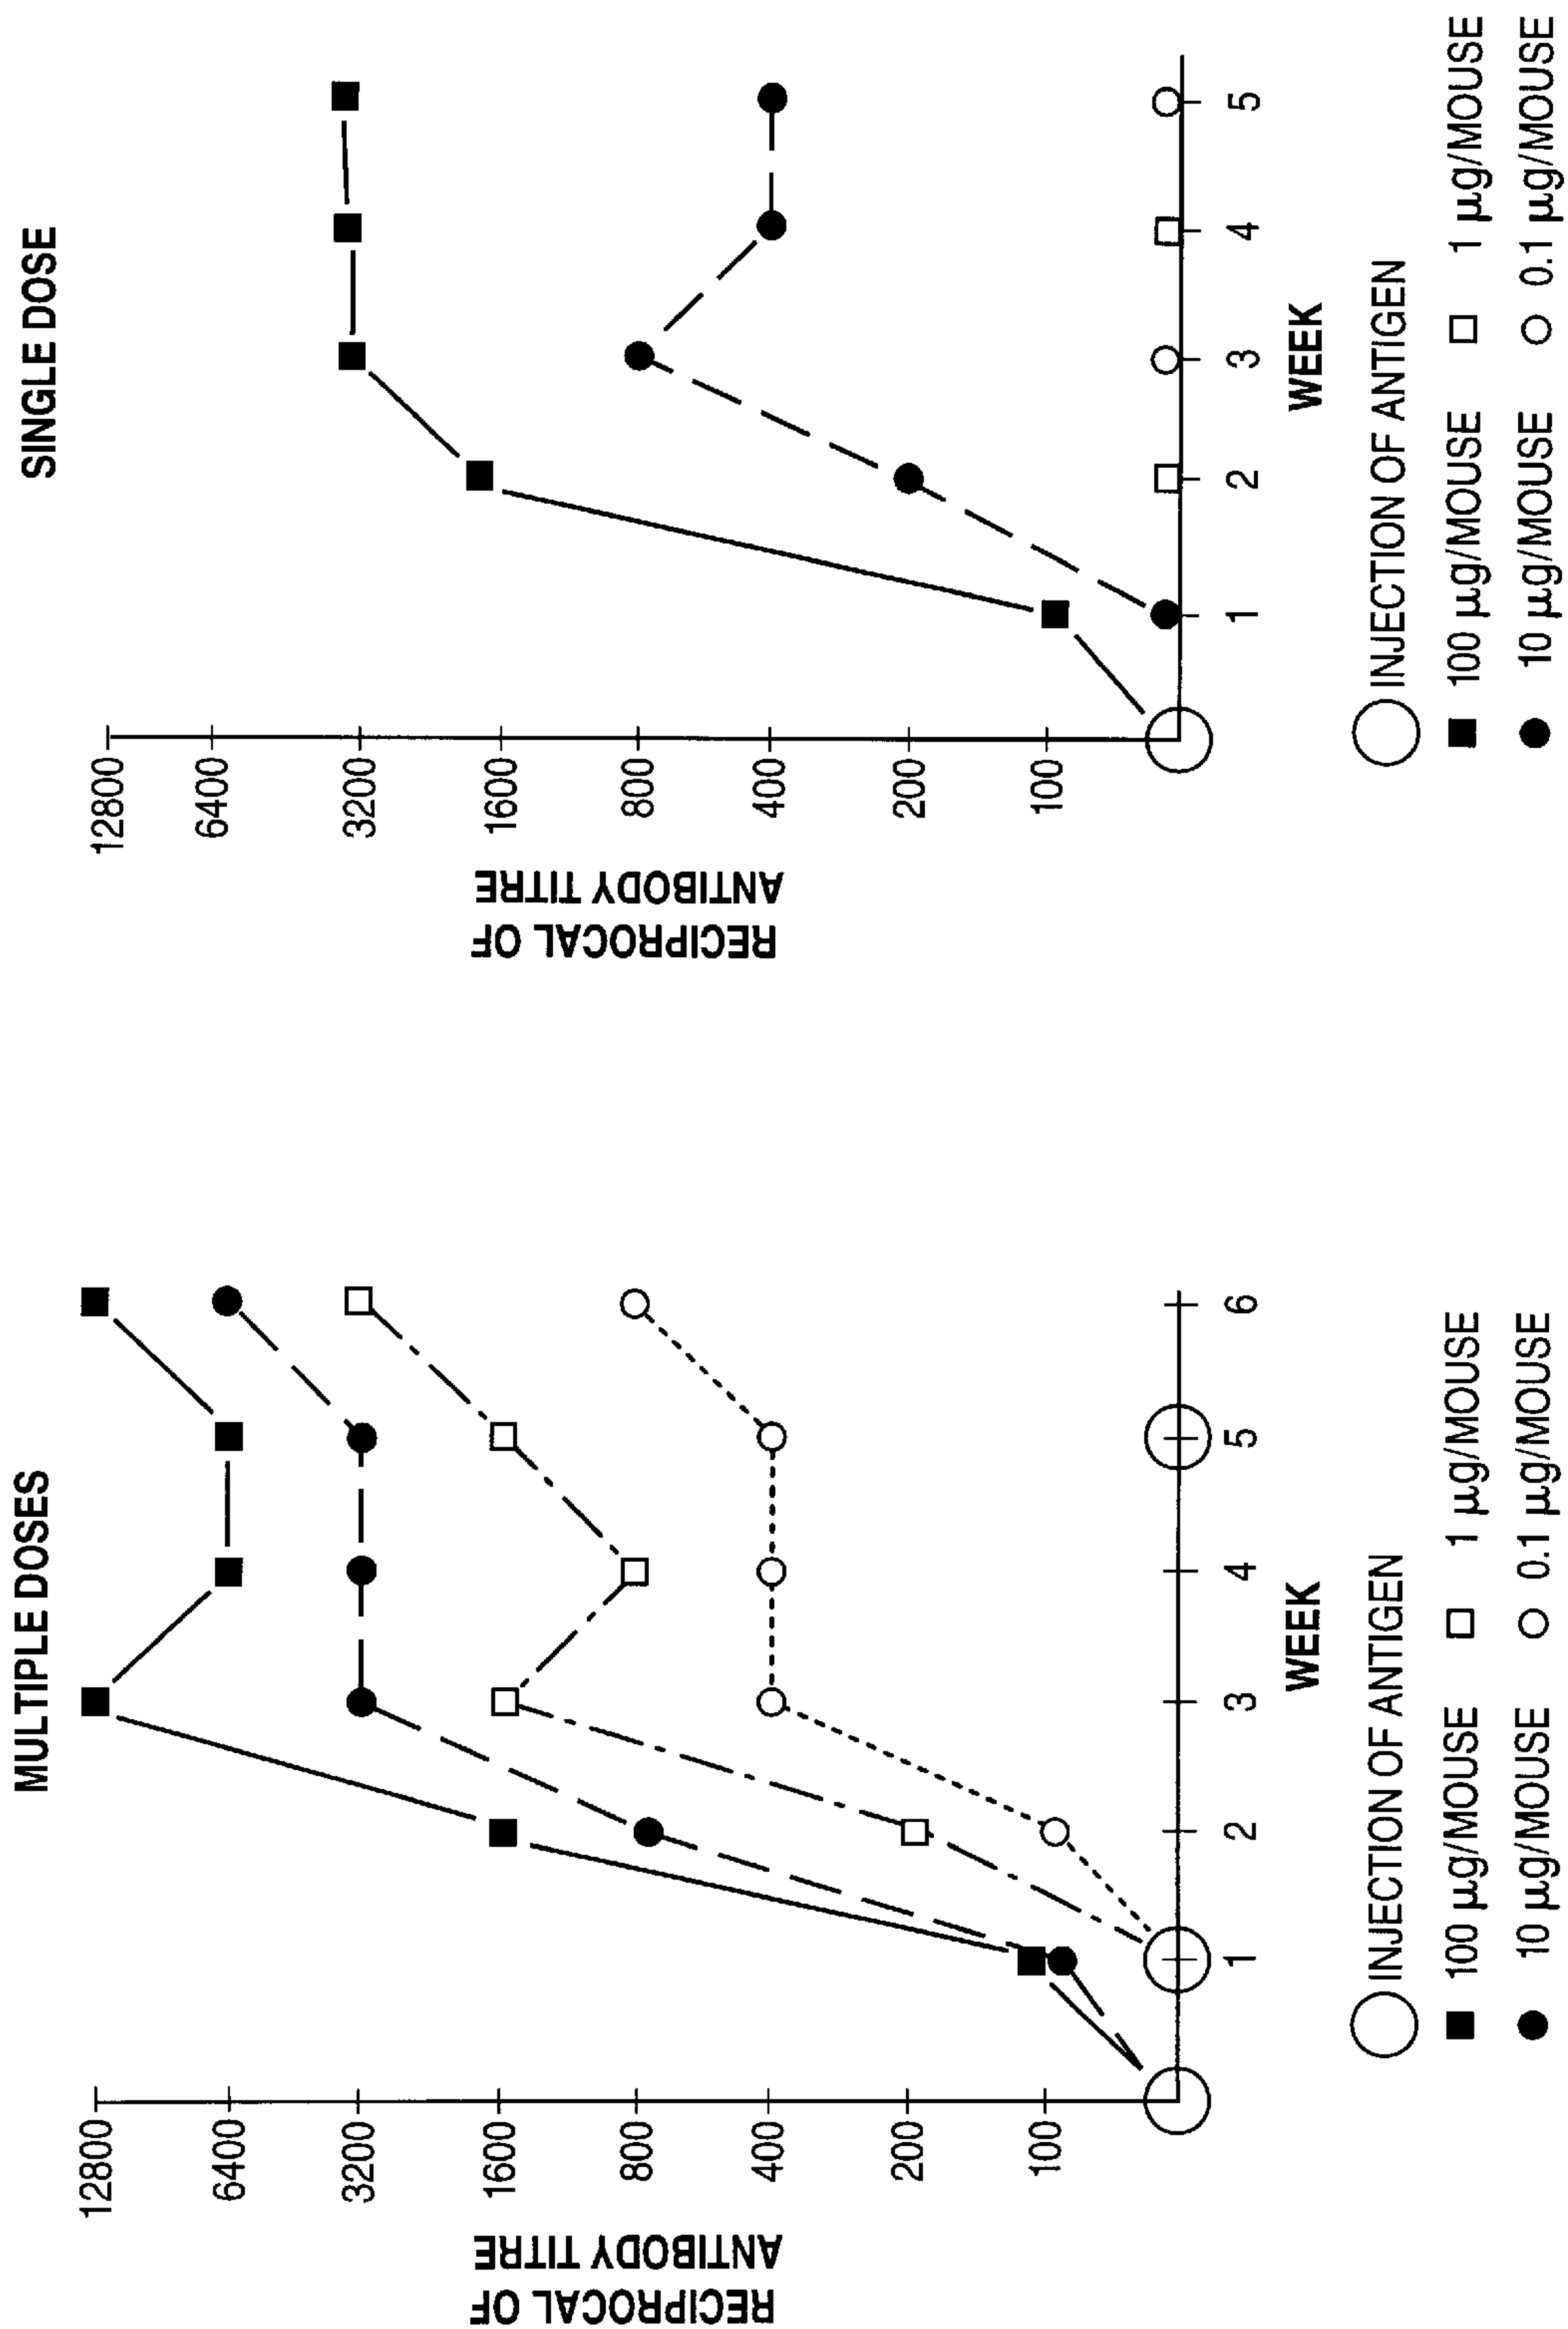 MULTIPLE DOSES
RECIPROCAL OF
ANTIBODY TITRE
12800
6400
3200
1600
800
400
200
100
1 2 3 4 5 6
WEEK
INJECTION OF ANTIGEN
100 µg/MOUSE 1 µg/MOUSE
10 µg/MOUSE 0.1 µg/MOUSE
SINGLE DOSE
RECIPROCAL OF
ANTIBODY TITRE
12800
6400
3200
1600
800
400
200
100
1 2 3 4 5
WEEK
INJECTION OF ANTIGEN
100 µg/MOUSE 1 µg/MOUSE
10 µg/MOUSE 0.1 µg/MOUSE